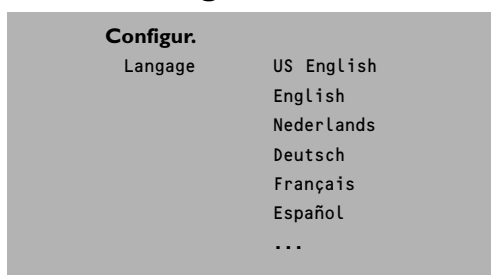 Configur.
Langage US English
English
Nederlands
Deutsch
Français
Español
...